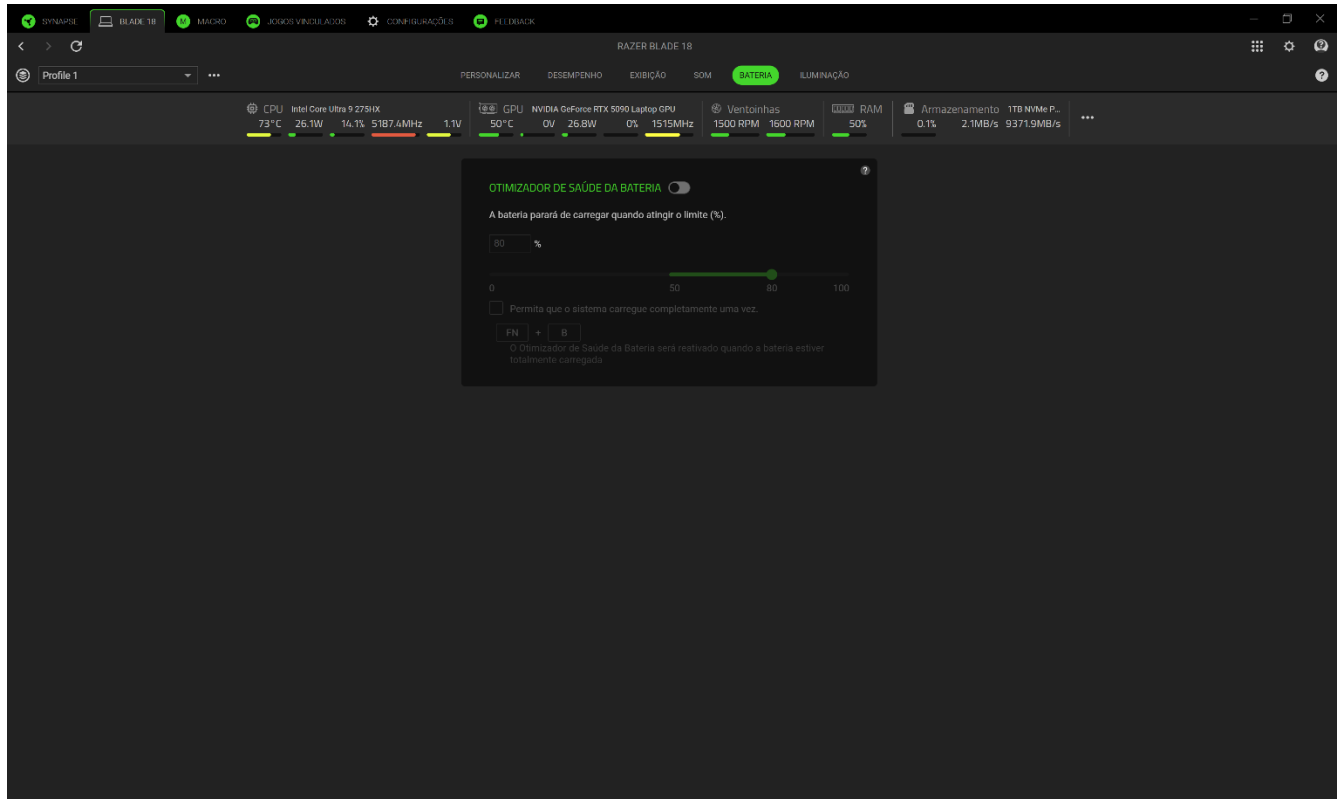 SYNAPSE BLADE 18 M MACRO JOGOS VINCULADOS CONFIGURAÇÕES FEEDBACK
RAZER BLADE 18
Profile 1 PERSONALIZAR DESEMPENHO EXIBIÇÃO SOM BATERIA ILUMINAÇÃO ?
CPU Intel Core Ultra 9 275HX GPU NVIDIA GeForce RTX 5090 Laptop GPU Ventoinhas RAM Armazenamento 1TB NVMe P...
73°C 26.1W 14.1% 5187.4MHz 1.1V 50°C 0V 26.8W 0% 1515MHz 1500 RPM 1600 RPM 50% 0.1% 2.1MB/s 9371.9MB/s
?
OTIMIZADOR DE SAÚDE DA BATERIA
A bateria parará de carregar quando atingir o limite (%).
80 %
0 50 80 100
Permita que o sistema carregue completamente uma vez.
FN + B
O Otimizador de Saúde da Bateria será reativado quando a bateria estiver
totalmente carregada